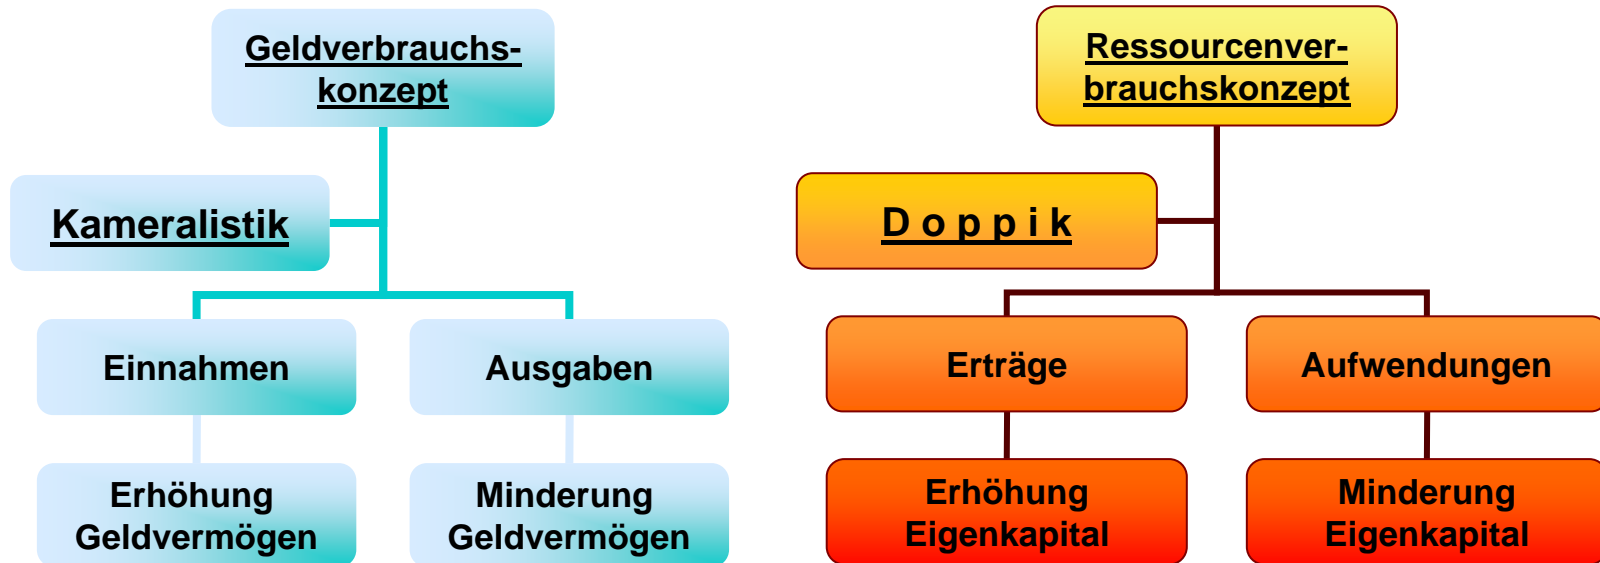 Geldverbrauchs-
konzept
Kameralistik
Einnahmen
Ausgaben
Erhöhung
Geldvermögen
Minderung
Geldvermögen
Ressourcenver-
brauchskonzept
D o p p i k
Erträge
Aufwendungen
Erhöhung
Eigenkapital
Minderung
Eigenkapital